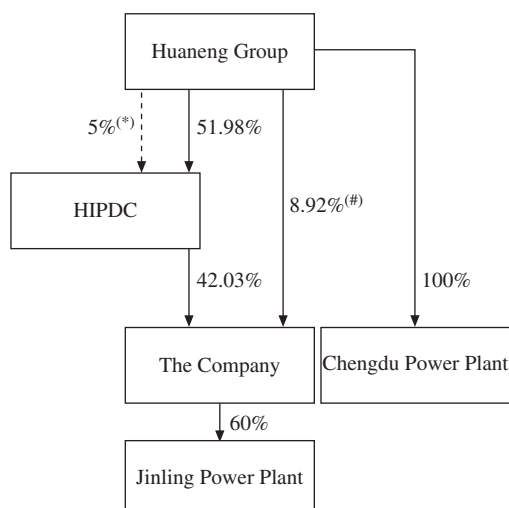 Huaneng Group
5%(*)
51.98%
HIPDC
8.92%(#)
42.03%
100%
The Company
Chengdu Power Plant
60%
Jinling Power Plant